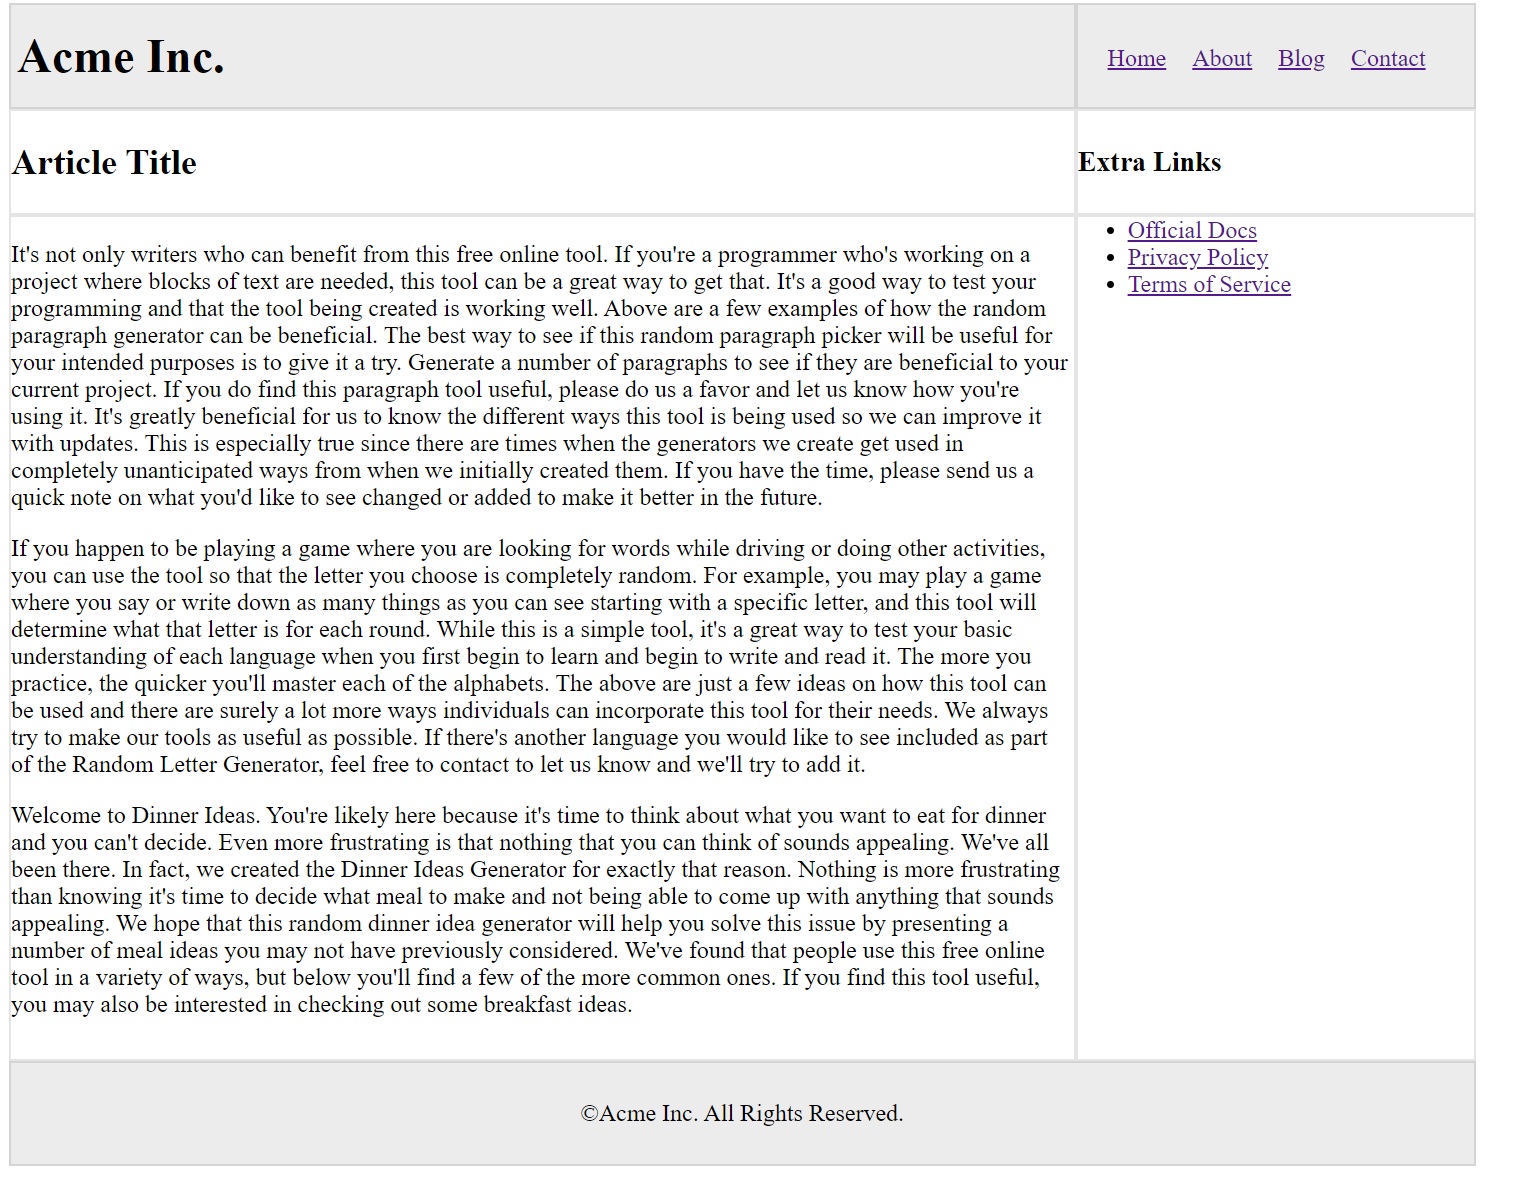 Acme Inc.
Home About Blog Contact
Article Title
Extra Links
It's not only writers who can benefit from this free online tool. If you're a programmer who's working on a
project where blocks of text are needed, this tool can be a great way to get that. It's a good way to test your
programming and that the tool being created is working well. Above are a few examples of how the random
paragraph generator can be beneficial. The best way to see if this random paragraph picker will be useful for
your intended purposes is to give it a try. Generate a number of paragraphs to see if they are beneficial to your
current project. If you do find this paragraph tool useful, please do us a favor and let us know how you're
using it. It's greatly beneficial for us to know the different ways this tool is being used so we can improve it
with updates. This is especially true since there are times when the generators we create get used in
completely unanticipated ways from when we initially created them. If you have the time, please send us a
quick note on what you'd like to see changed or added to make it better in the future.
If you happen to be playing a game where you are looking for words while driving or doing other activities,
you can use the tool so that the letter you choose is completely random. For example, you may play a game
where you say or write down as many things as you can see starting with a specific letter, and this tool will
determine what that letter is for each round. While this is a simple tool, it's a great way to test your basic
understanding of each language when you first begin to learn and begin to write and read it. The more you
practice, the quicker you'll master each of the alphabets. The above are just a few ideas on how this tool can
be used and there are surely a lot more ways individuals can incorporate this tool for their needs. We always
try to make our tools as useful as possible. If there's another language you would like to see included as part
of the Random Letter Generator, feel free to contact to let us know and we'll try to add it.
Welcome to Dinner Ideas. You're likely here because it's time to think about what you want to eat for dinner
and you can't decide. Even more frustrating is that nothing that you can think of sounds appealing. We've all
been there. In fact, we created the Dinner Ideas Generator for exactly that reason. Nothing is more frustrating
than knowing it's time to decide what meal to make and not being able to come up with anything that sounds
appealing. We hope that this random dinner idea generator will help you solve this issue by presenting a
number of meal ideas you may not have previously considered. We've found that people use this free online
tool in a variety of ways, but below you'll find a few of the more common ones. If you find this tool useful,
you may also be interested in checking out some breakfast ideas.
Official Docs
Privacy Policy
Terms of Service
©Acme Inc. All Rights Reserved.